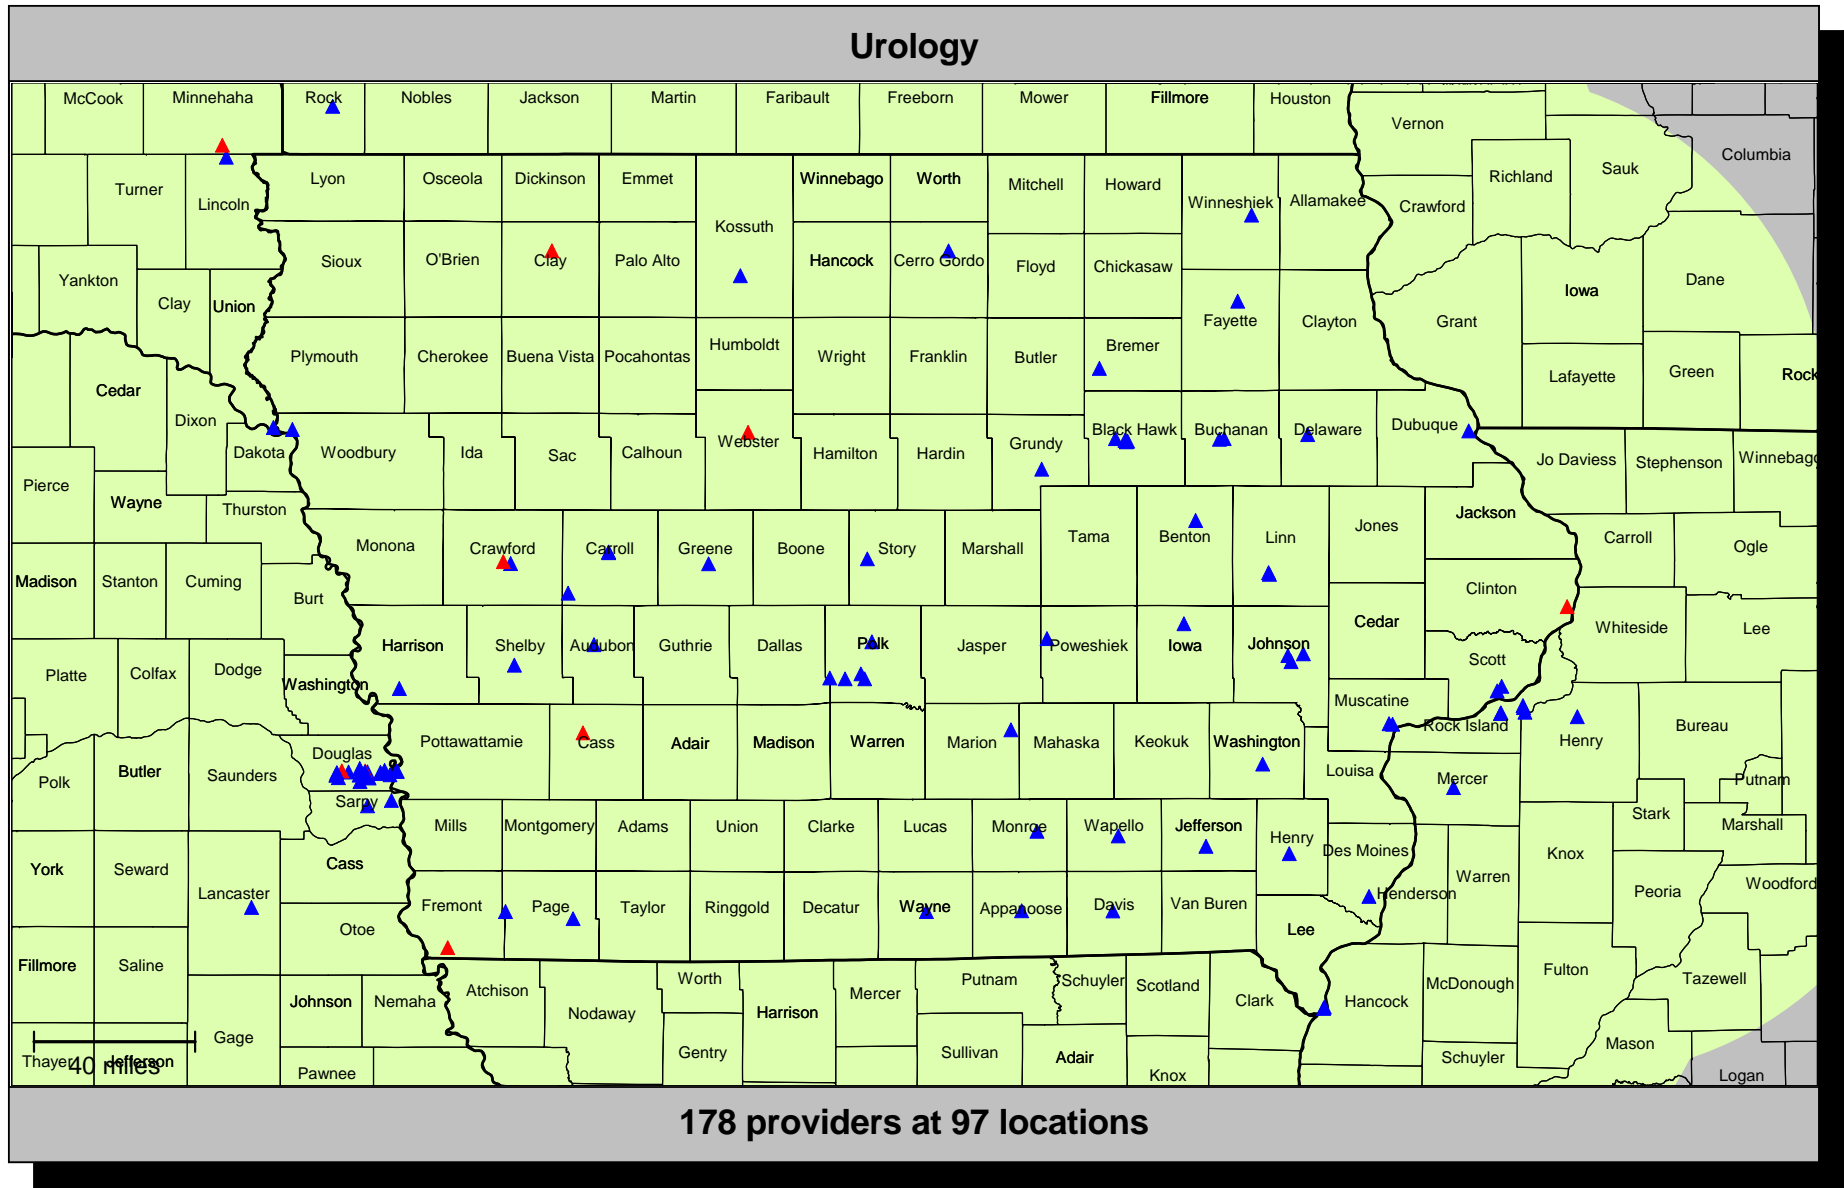 Urology
McCook Minnehaha Rock Nobles Jackson Martin Faribault Freeborn Mower Fillmore Houston
Vernon
Columbia
Sauk
Richland
Turner Lyon Osceola Dickinson Emmet Winnebago Worth Mitchell Howard
Lincoln Winneshiek Allamakee Crawford
Kossuth
Yankton Sioux O'Brien Clay Palo Alto Hancock Cerro Gordo Floyd Chickasaw Dane
Clay Union Iowa
Fayette Clayton Grant
Plymouth Cherokee Buena Vista Pocahontas Humboldt Wright Franklin Butler Bremer
Cedar Lafayette Green Rock
Dixon Dubuque
Webster Grundy Black Hawk Buchanan Delaware
Dakota Woodbury Ida Sac Calhoun Hamilton Hardin Jo Daviess Stephenson Winnebago
Pierce
Wayne Thurston Jackson
Monona Crawford Carroll Greene Boone Story Marshall Tama Benton Linn Jones Carroll Ogle
Madison Stanton Cuming Burt Clinton
Harrison Shelby Audubon Guthrie Dallas Polk Jasper Poweshiek Iowa Johnson Cedar Whiteside Lee
Platte Colfax Dodge Scott
Washington Muscatine
Rock Island Henry Bureau
Pottawattamie Cass Adair Madison Warren Marion Mahaska Keokuk Washington
Douglas
Polk Butler Saunders Louisa Mercer Putnam
Sarpy
Mills Montgomery Adams Union Clarke Lucas Monroe Wapello Jefferson Henry Stark Marshall
Des Moines Knox
York Seward Cass
Lancaster Henderson Warren Peoria Woodford
Fremont Page Taylor Ringgold Decatur Wayne Appanoose Davis Van Buren
Otoe Lee
Fillmore Saline Fulton Tazewell
Worth Putnam Schuyler Scotland McDonough
Johnson Nemaha Atchison Mercer Clark Hancock
Nodaway Harrison
Gage Mason
Thayer Jefferson Gentry Sullivan Adair Schuyler
40 miles
Pawnee Knox Logan
178 providers at 97 locations